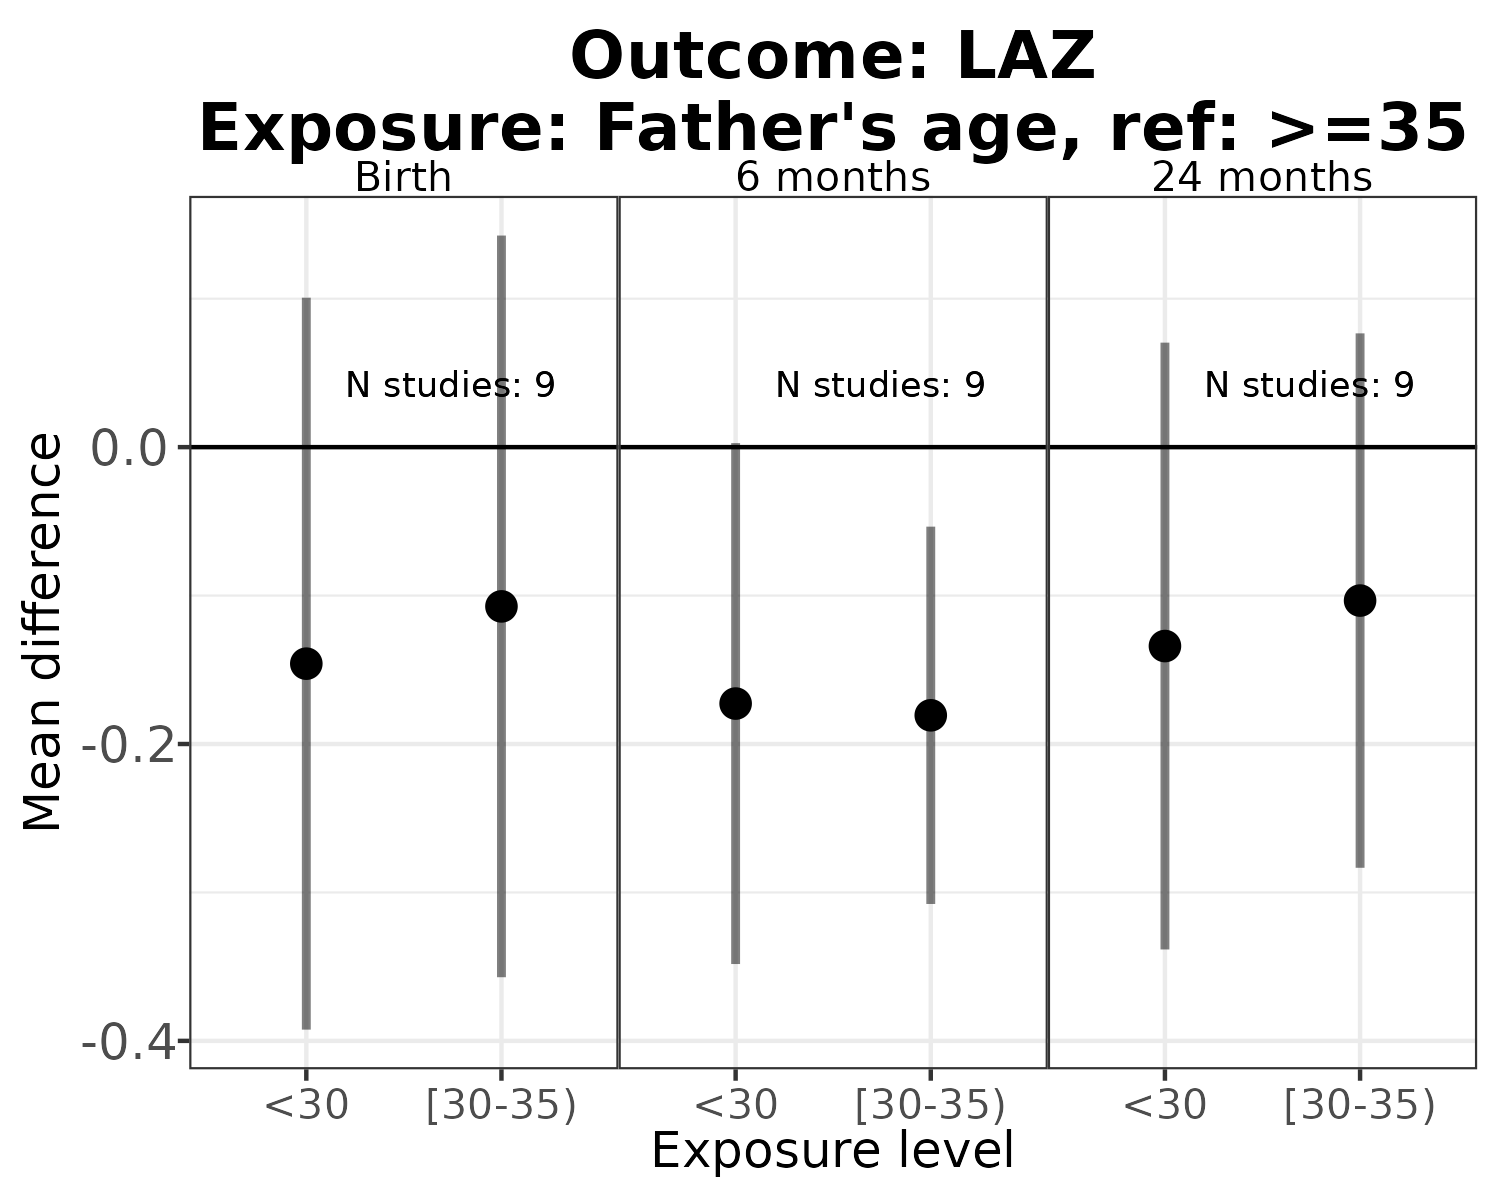 Outcome: LAZ
Exposure: Father's age, ref: >=35
Birth
6 months
24 months
N studies: 9
N studies: 9
N studies: 9
0.0
-0.2
-0.4
Mean difference
<30
[30-35)
<30
[30-35)
<30
[30-35)
Exposure level